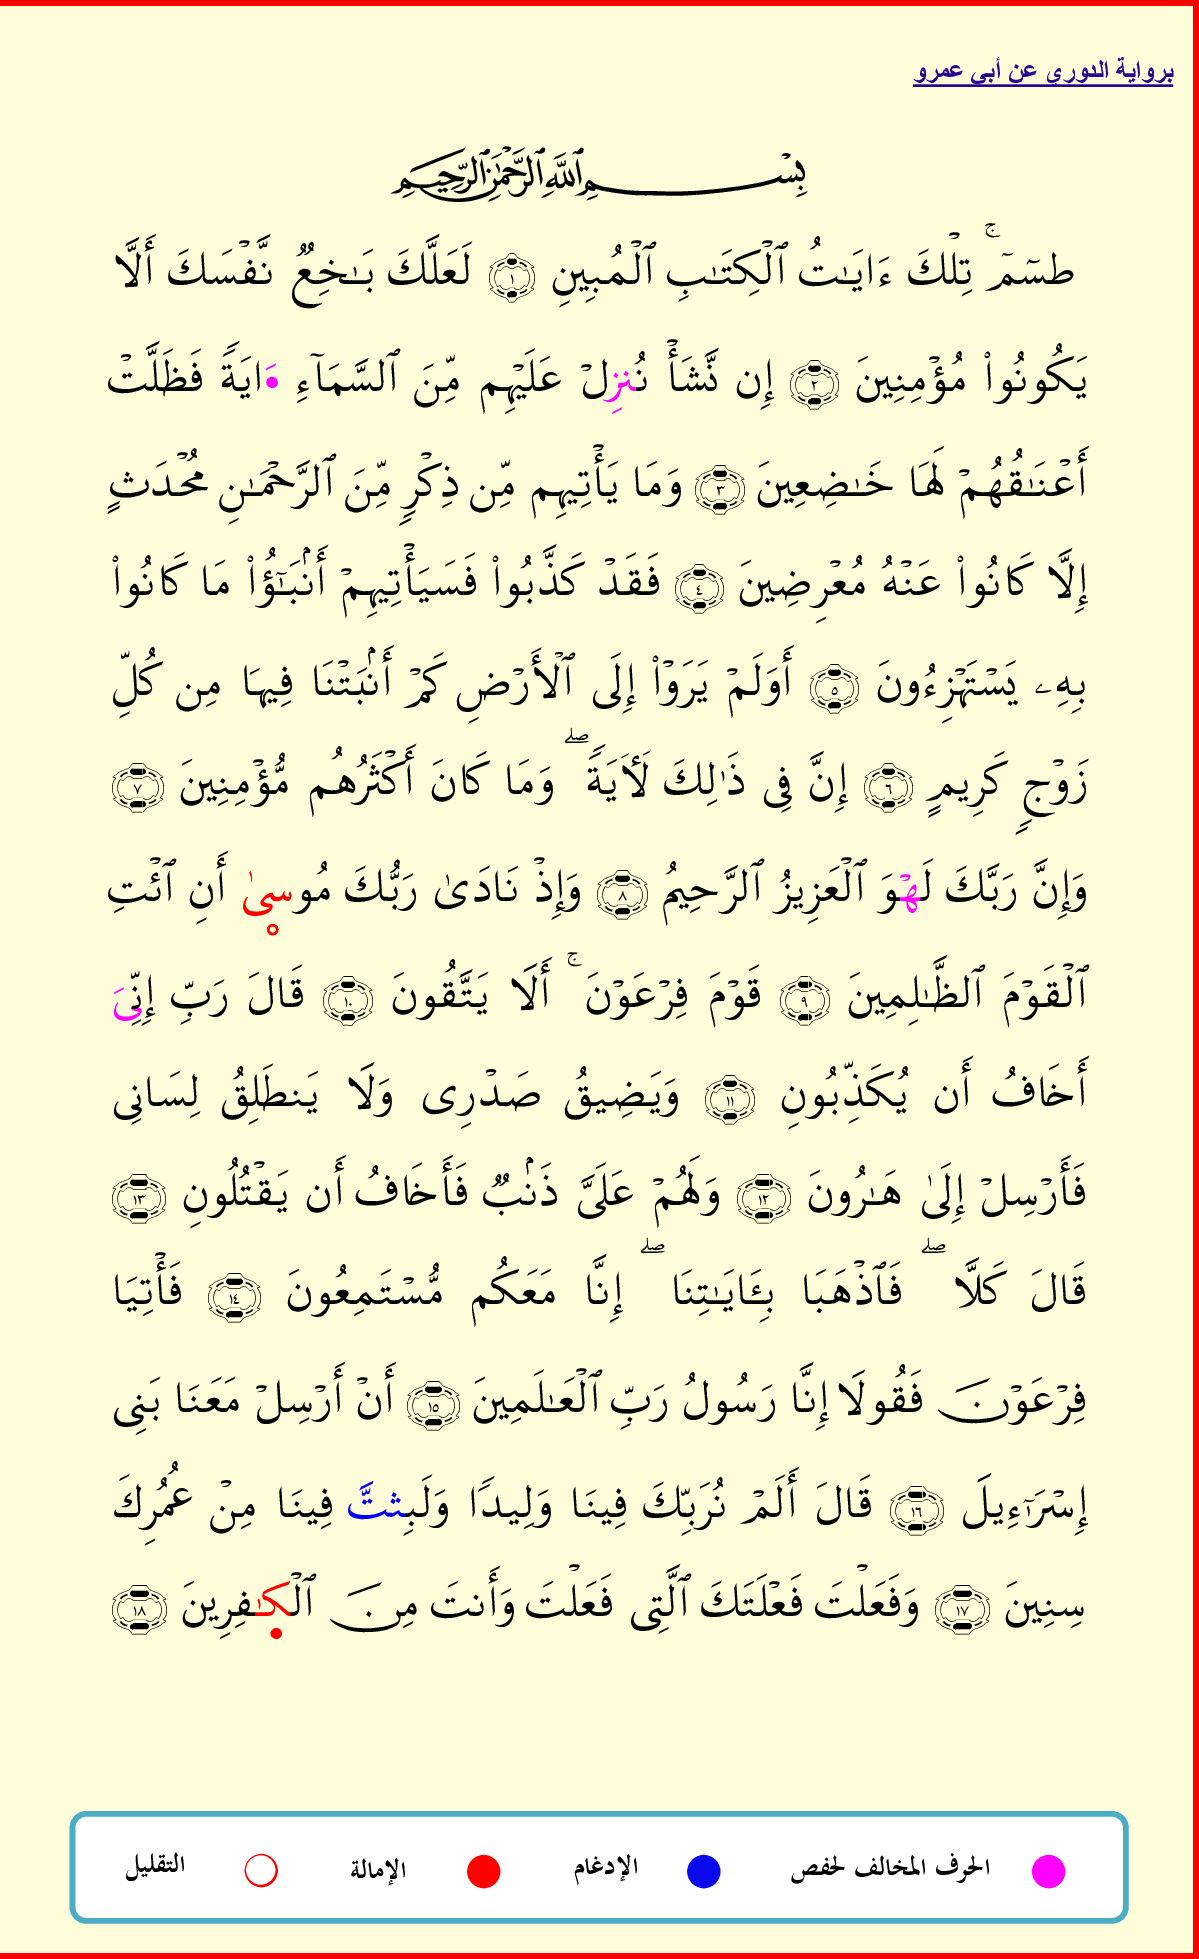 برواية الدوري عن أبي عمرو
بِسْمِ ٱللَّهِ ٱلرَّحْمَٰنِ ٱلرَّحِيمِ
طسٓمٓۚ تِلْكَ ءَايَٰتُ ٱلْكِتَٰبِ ٱلْمُبِينِ ١ لَعَلَّكَ بَٰخِعٌ نَّفْسَكَ أَلَّا
يَكُونُوا۟ مُؤْمِنِينَ ٢ إِن نَّشَأْ نُنزِلْ عَلَيْهِم مِّنَ ٱلسَّمَآءِ ءَايَةً فَظَلَّتْ
أَعْنَٰقُهُمْ لَهَا خَٰضِعِينَ ٣ وَمَا يَأْتِيهِم مِّن ذِكْرٍ مِّنَ ٱلرَّحْمَٰنِ مُحْدَثٍ
إِلَّا كَانُوا۟ عَنْهُ مُعْرِضِينَ ٤ فَقَدْ كَذَّبُوا۟ فَسَيَأْتِيهِمْ أَنۢبَٰٓؤُا۟ مَا كَانُوا۟
بِهِۦ يَسْتَهْزِءُونَ ٥ أَوَلَمْ يَرَوْا۟ إِلَى ٱلْأَرْضِ كَمْ أَنۢبَتْنَا فِيهَا مِن كُلِّ
زَوْجٍ كَرِيمٍ ٦ إِنَّ فِى ذَٰلِكَ لَأٓيَةًۖ وَمَا كَانَ أَكْثَرُهُم مُّؤْمِنِينَ ٧
وَإِنَّ رَبَّكَ لَهْوَ ٱلْعَزِيزُ ٱلرَّحِيمُ ٨ وَإِذْ نَادَىٰ رَبُّكَ مُوسىٰ أَنِ ٱئْتِ
ٱلْقَوْمَ ٱلظَّٰلِمِينَ ٩ قَوْمَ فِرْعَوْنَۚ أَلَا يَتَّقُونَ ١٠ قَالَ رَبِّ إِنِّىَ
أَخَافُ أَن يُكَذِّبُونِ ١١ وَيَضِيقُ صَدْرِى وَلَا يَنطَلِقُ لِسَانِى
فَأَرْسِلْ إِلَىٰ هَٰرُونَ ١٢ وَلَهُمْ عَلَىَّ ذَنۢبٌ فَأَخَافُ أَن يَقْتُلُونِ ١٣
قَالَ كَلَّاۖ فَٱذْهَبَا بِـَٔايَٰتِنَاۖ إِنَّا مَعَكُم مُّسْتَمِعُونَ ١٤ فَأْتِيَا
فِرْعَوْنَ فَقُولَا إِنَّا رَسُولُ رَبِّ ٱلْعَٰلَمِينَ ١٥ أَنْ أَرْسِلْ مَعَنَا بَنِى
إِسْرَٰٓءِيلَ ١٦ قَالَ أَلَمْ نُرَبِّكَ فِينَا وَلِيدًا وَلَبِثتَّ فِينَا مِنْ عُمُرِكَ
سِنِينَ ١٧ وَفَعَلْتَ فَعْلَتَكَ ٱلَّتِى فَعَلْتَ وَأَنتَ مِنَ ٱلْكَٰفِرِينَ ١٨
الحرف المخالف لحفص الإدغام الإمالة التقليل